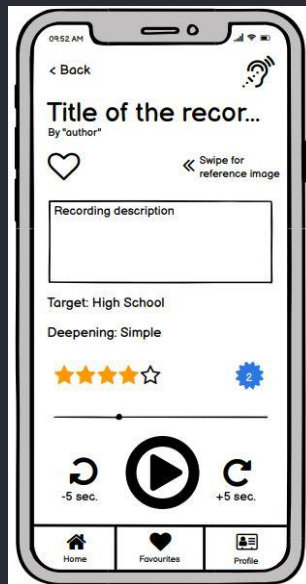 09:52 AM
< Back
Title of the recor...
By "author"
Swipe for
reference image
Recording description
Target: High School
Deepening: Simple
2
-5 sec.
+5 sec.
Home
Favourites
Profile